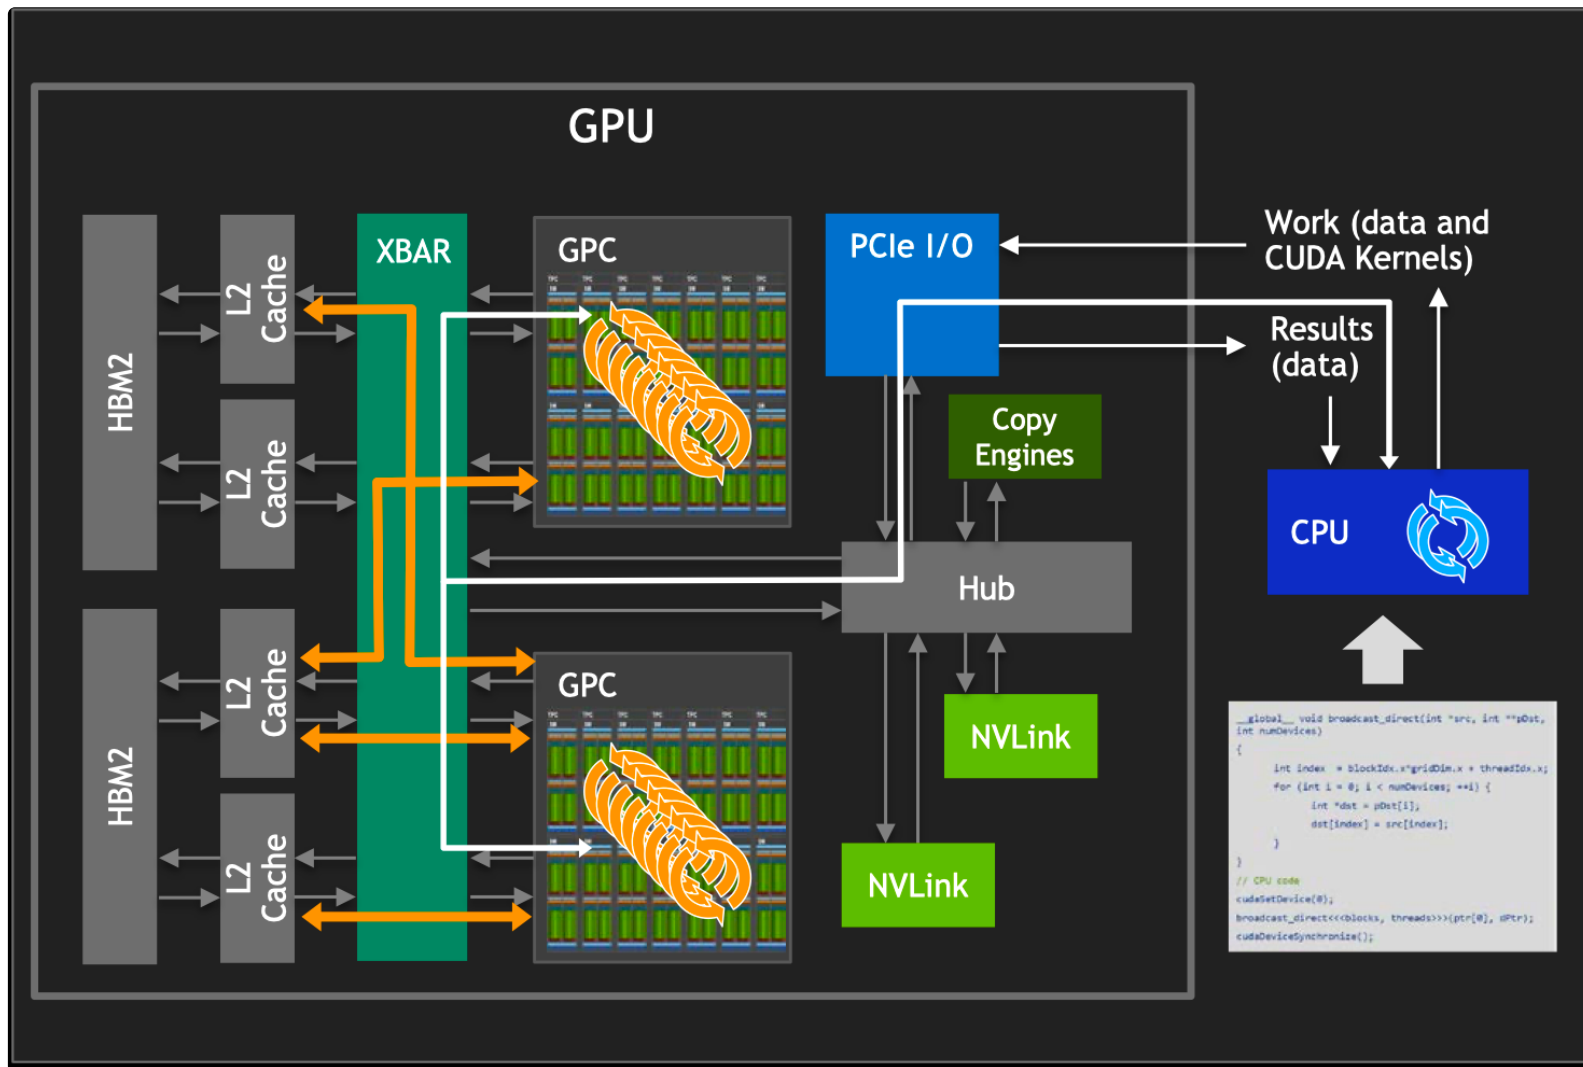 GPU
HBM2
HBM2
L2
Cache
L2
Cache
L2
Cache
L2
Cache
XBAR
GPC
GPC
PCIe I/O
Copy
Engines
Hub
NVLink
NVLink
Work (data and
CUDA Kernels)
Results
(data)
CPU
__global__ void broadcast_direct(int *src, int **pDst,
int numDevices)
{
int index = blockIdx.x*gridDim.x + threadIdx.x;
for (int i = 0; i < numDevices; ++i) {
int *dst = pDst[i];
dst[index] = src[index];
}
}
// CPU code
cudaSetDevice(0);
broadcast_direct<<<blocks, threads>>>(ptr[0], dPtr);
cudaDeviceSynchronize();